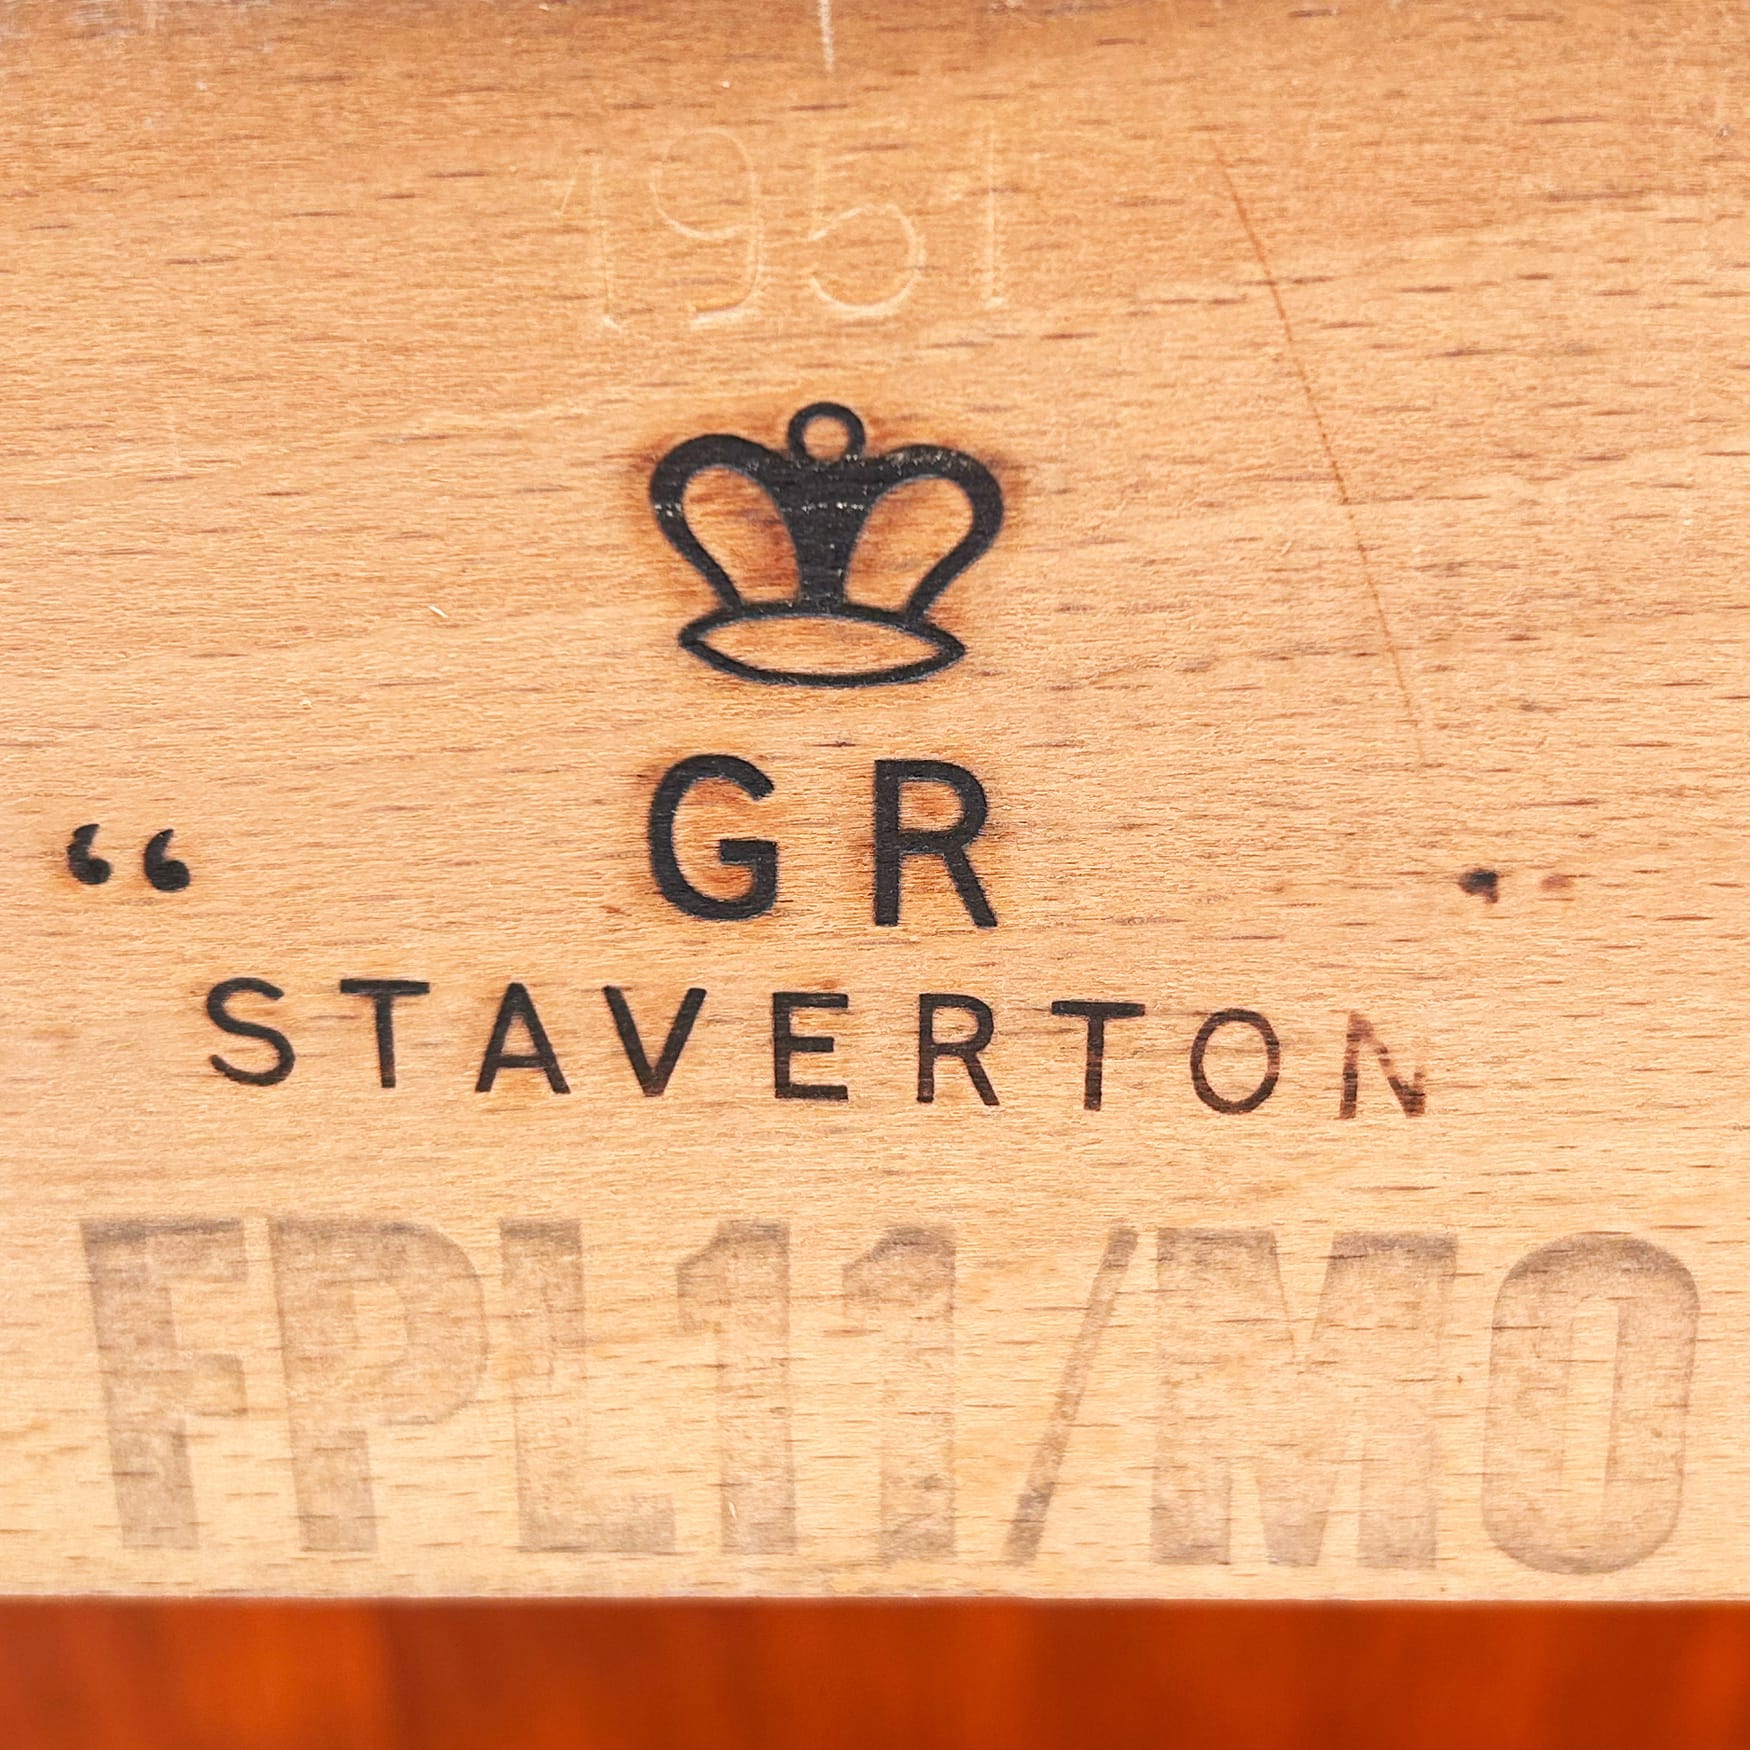 1951
GR
“ STAVERTON "
FPL11/MO